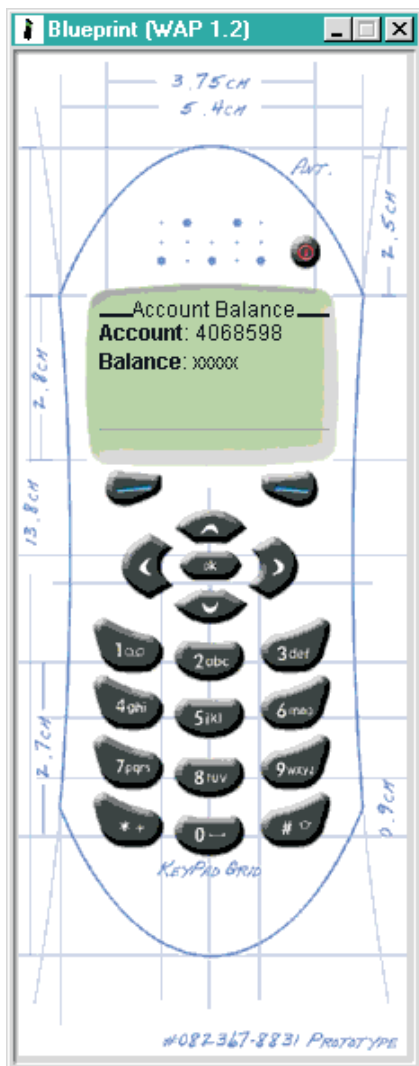 Blueprint (WAP 1.2)
3.75CM
5.4CM
ANT.
2.5CM
Account Balance
Account: 4068598
Balance: xxxxx
2.8CM
13.8CM
ok
1
2abc
3def
4ghi
5jkl
6mno
7pqrs
8tuv
9wxyz
2.7CM
* +
0
#
0.9CM
KEYPAD GRID
#082367-8831 PROTOTYPE